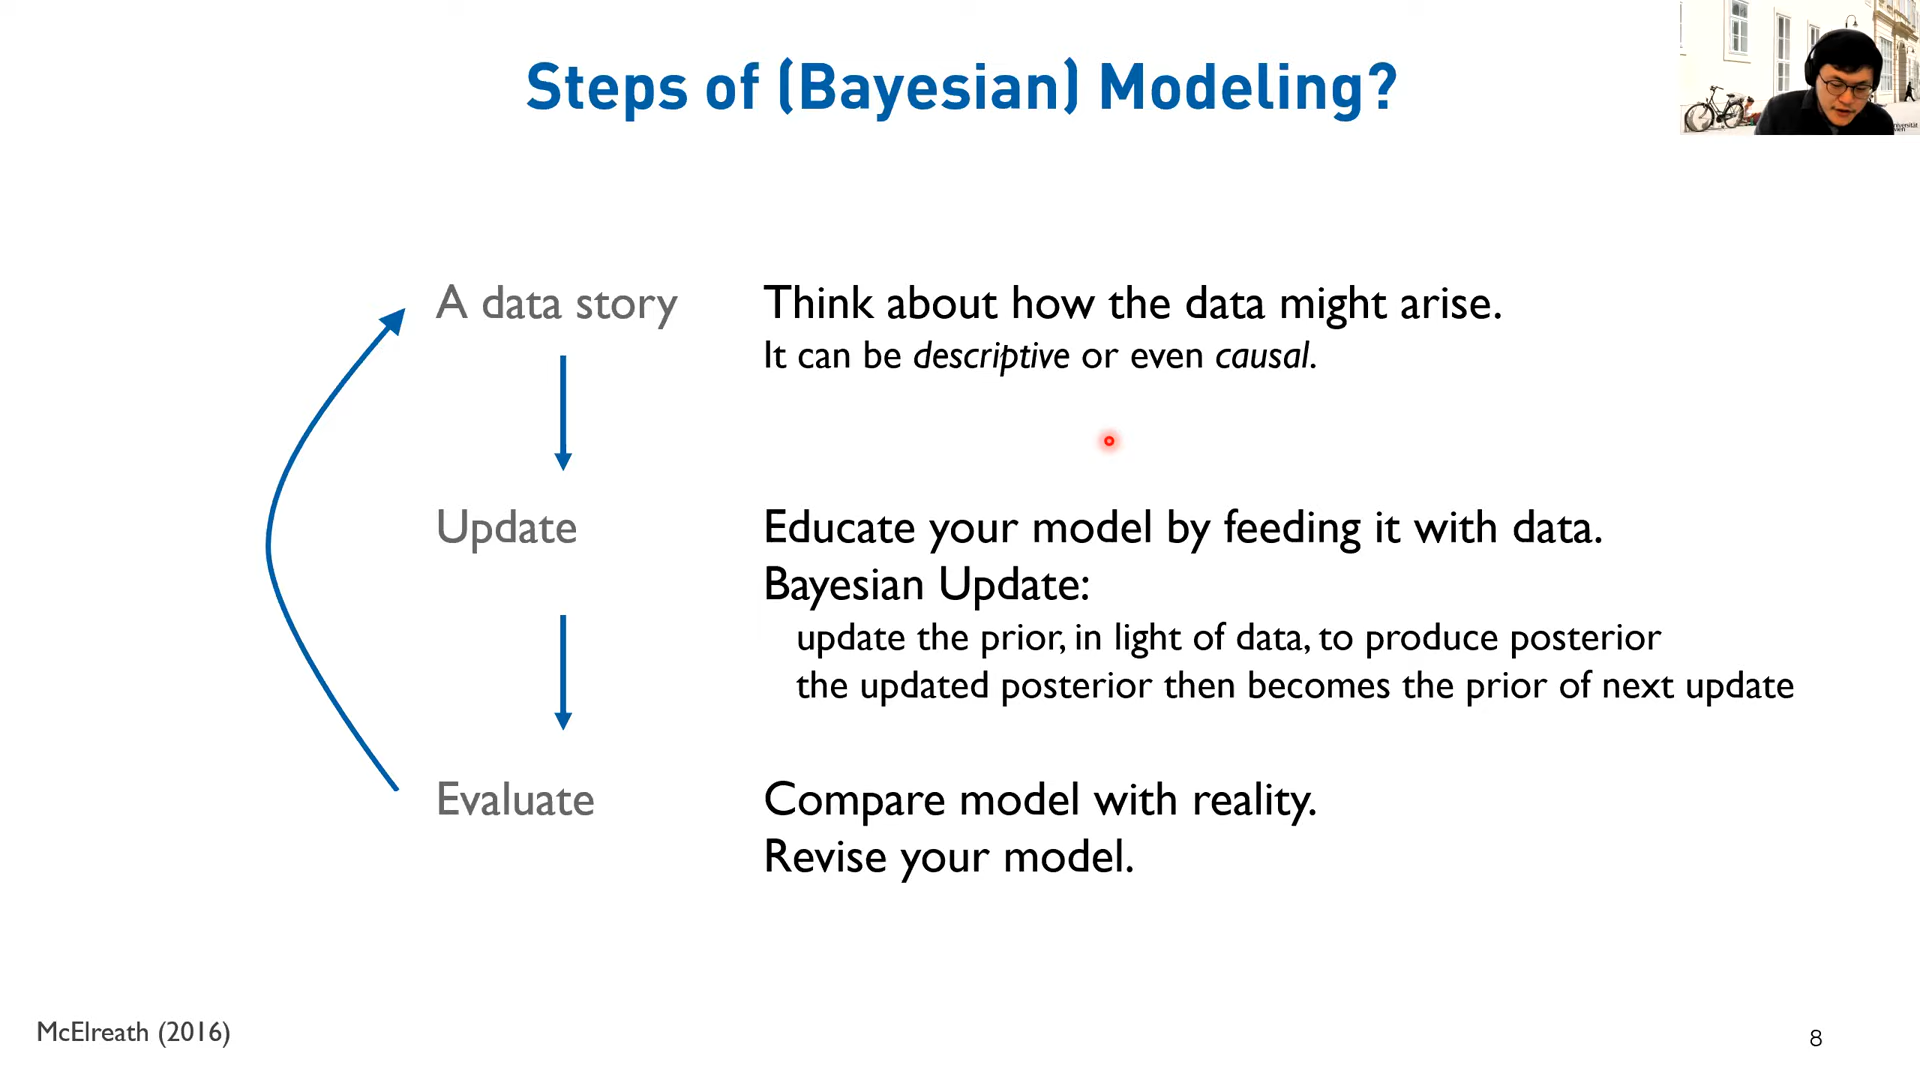 Steps of (Bayesian) Modeling?
A data story
Think about how the data might arise.
It can be descriptive or even causal.
Update
Educate your model by feeding it with data.
Bayesian Update:
update the prior, in light of data, to produce posterior
the updated posterior then becomes the prior of next update
Evaluate
Compare model with reality.
Revise your model.
McElreath (2016)
8